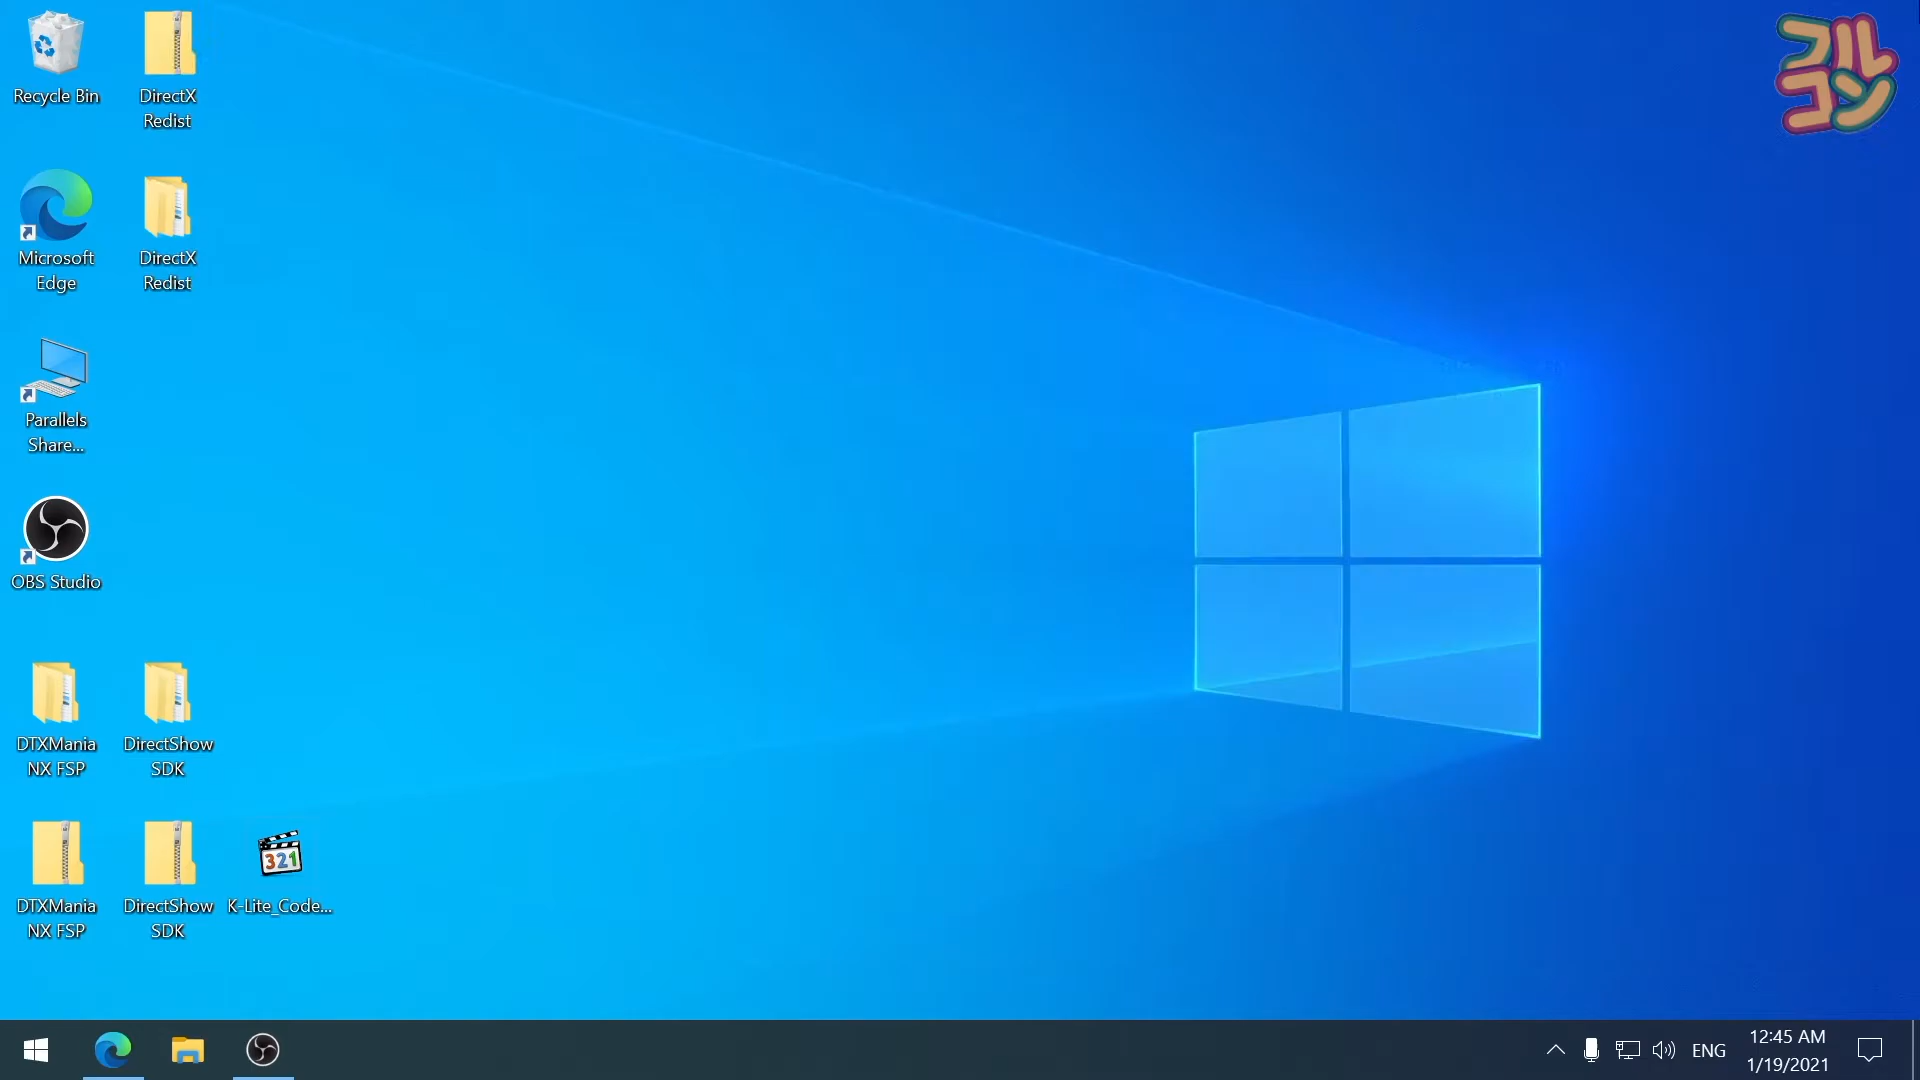 Recycle Bin
DirectX
Redist
Microsoft
Edge
DirectX
Redist
Parallels
Share...
OBS Studio
DTXMania
NX FSP
DirectShow
SDK
DTXMania
NX FSP
DirectShow
SDK
321
K-Lite_Code...
フル
コン
ENG
12:45 AM
1/19/2021